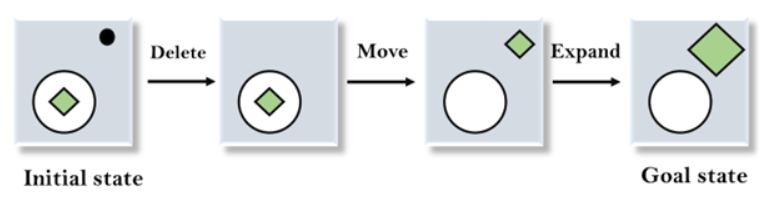 Delete
Move
Expand
Initial state
Goal state